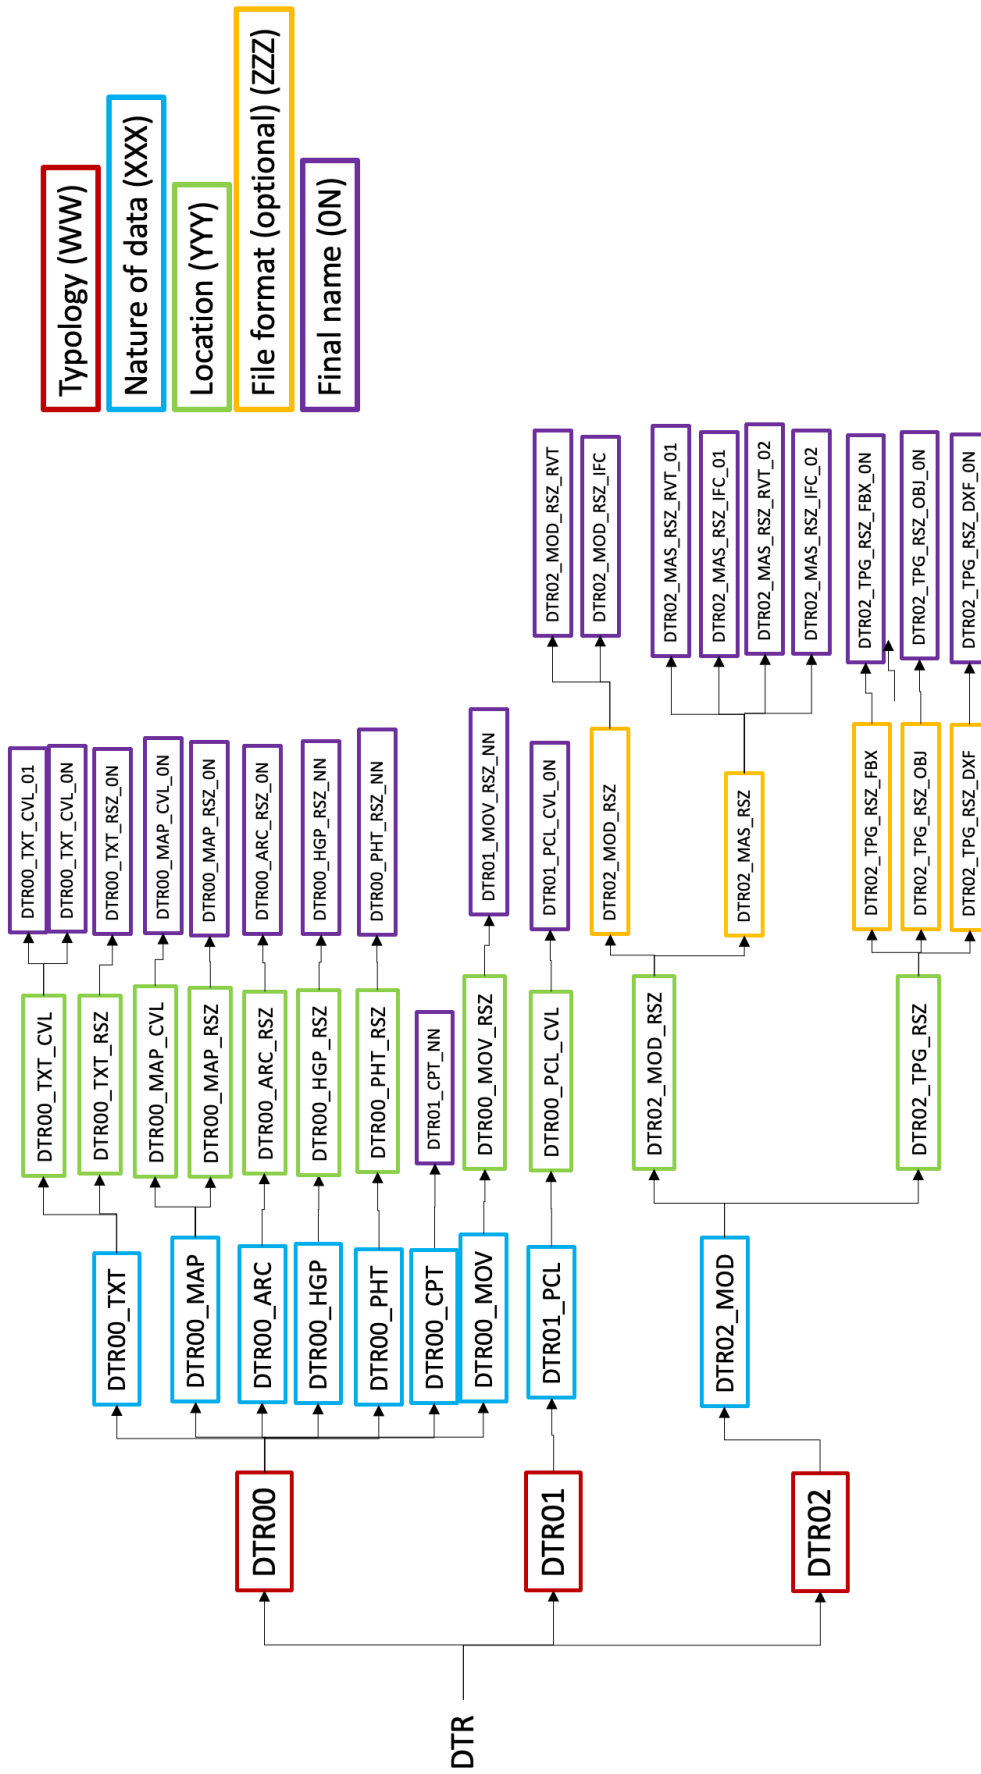 Typology (WW)
Nature of data (XXX)
Location (YYY)
File format (optional) (ZZZ)
Final name (0N)
DTR
DTR00
DTR01
DTR02
DTR00_TXT
DTR00_MAP
DTR00_ARC
DTR00_HGP
DTR00_PHT
DTR00_CPT
DTR00_MOV
DTR01_PCL
DTR02_MOD
DTR00_TXT_CVL
DTR00_TXT_RSZ
DTR00_MAP_CVL
DTR00_MAP_RSZ
DTR00_ARC_RSZ
DTR00_HGP_RSZ
DTR00_PHT_RSZ
DTR01_CPT_NN
DTR00_MOV_RSZ
DTR00_PCL_CVL
DTR02_MOD_RSZ
DTR02_TPG_RSZ
DTR00_TXT_CVL_01
DTR00_TXT_CVL_0N
DTR00_TXT_RSZ_0N
DTR00_MAP_CVL_0N
DTR00_MAP_RSZ_0N
DTR00_ARC_RSZ_0N
DTR00_HGP_RSZ_NN
DTR00_PHT_RSZ_NN
DTR01_MOV_RSZ_NN
DTR01_PCL_CVL_0N
DTR02_MOD_RSZ
DTR02_MAS_RSZ
DTR02_TPG_RSZ_FBX
DTR02_TPG_RSZ_OBJ
DTR02_TPG_RSZ_DXF
DTR02_MOD_RSZ_RVT
DTR02_MOD_RSZ_IFC
DTR02_MAS_RSZ_RVT_01
DTR02_MAS_RSZ_IFC_01
DTR02_MAS_RSZ_RVT_02
DTR02_MAS_RSZ_IFC_02
DTR02_TPG_RSZ_FBX_0N
DTR02_TPG_RSZ_OBJ_0N
DTR02_TPG_RSZ_DXF_0N